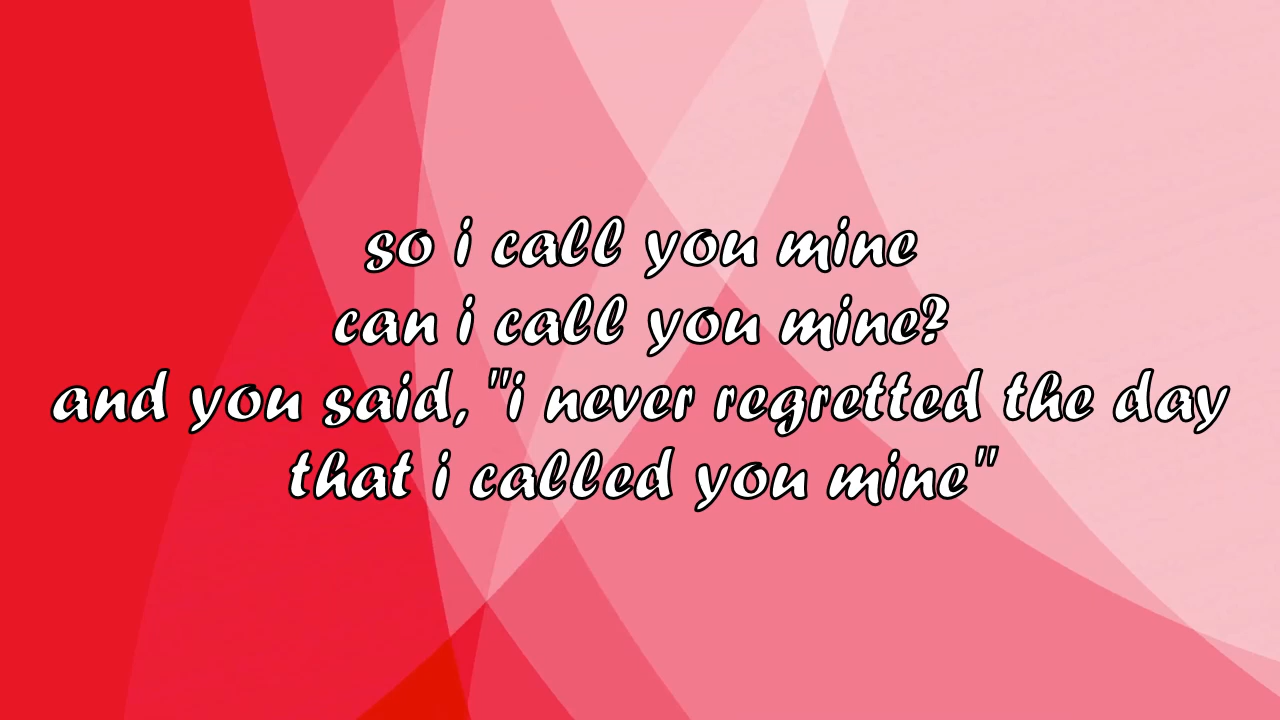 so i call you mine
can i call you mine?
and you said, "i never regretted the day
that i called you mine"